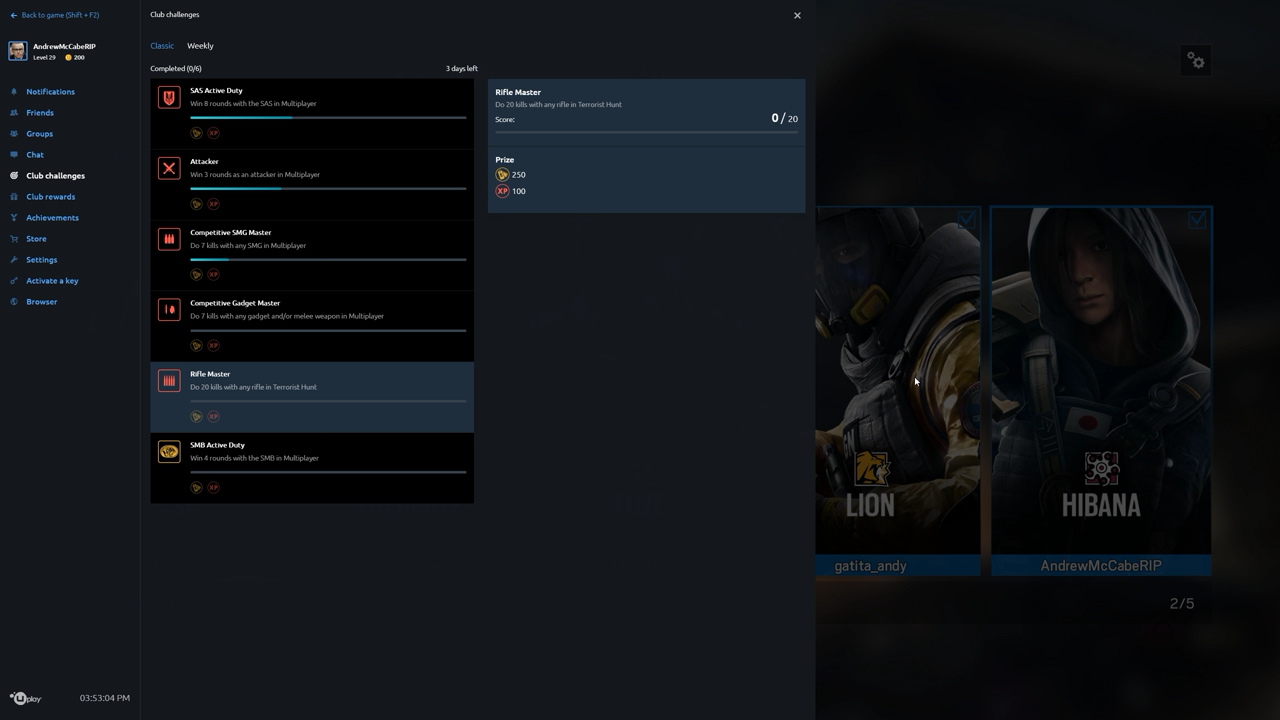 Back to game (Shift + F2)
AndrewMcCabeRIP
Level 29
200
Notifications
Friends
Groups
Chat
Club challenges
Club rewards
Achievements
Store
Settings
Activate a key
Browser
uplay
03:53:04 PM
Club challenges
Classic
Weekly
Completed (0/6)
3 days left
SAS Active Duty
Win 8 rounds with the SAS in Multiplayer
XP
Attacker
Win 3 rounds as an attacker in Multiplayer
XP
Competitive SMG Master
Do 7 kills with any SMG in Multiplayer
XP
Competitive Gadget Master
Do 7 kills with any gadget and/or melee weapon in Multiplayer
XP
Rifle Master
Do 20 kills with any rifle in Terrorist Hunt
XP
SMB Active Duty
Win 4 rounds with the SMB in Multiplayer
XP
Rifle Master
Do 20 kills with any rifle in Terrorist Hunt
Score:
0 / 20
Prize
250
XP 100
LION
gatita_andy
HIBANA
AndrewMcCabeRIP
2/5